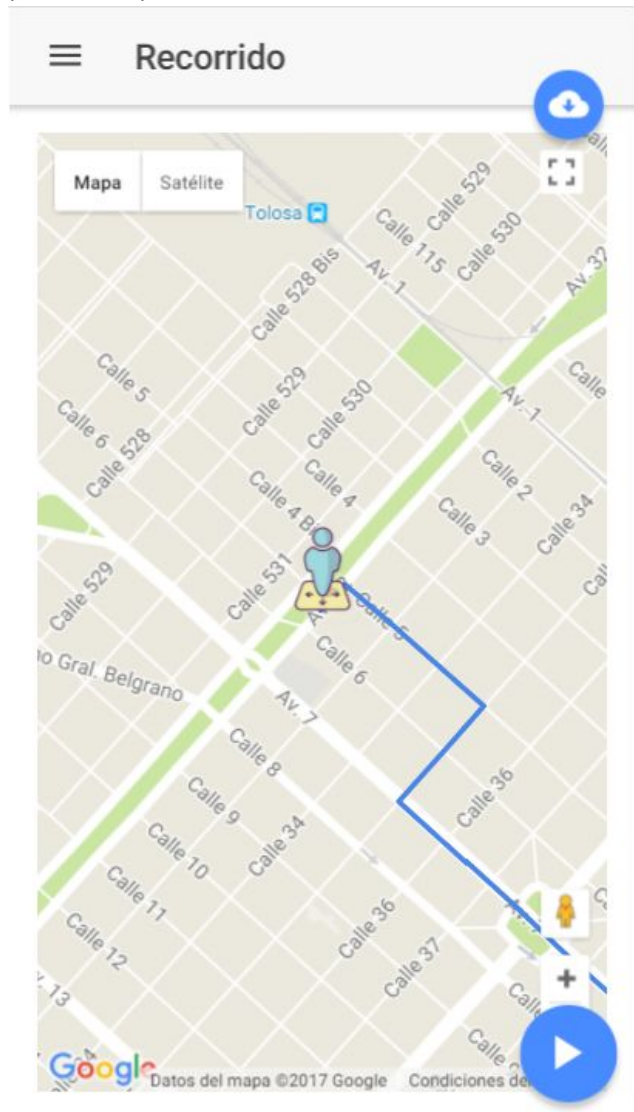 Recorrido
Mapa
Satélite
Tolosa
Calle 529
Calle 115
Calle 530
Av. 32
Calle 528 Bis
Av. 1
Calle 5
Calle 529
Calle 530
Av. 1
Calle
Calle 6
Calle 528
Calle 4
Calle 2
Calle 4 B
Calle 3
Calle 34
Calle 529
Calle 531
Calle 5
Calle 6
no Gral. Belgrano
Av. 7
Calle 8
Calle 36
Calle 9
Calle 34
Calle 10
Calle 11
Calle 36
Calle 12
Calle 37
v. 13
Google
Datos del mapa ©2017 Google
Condiciones de